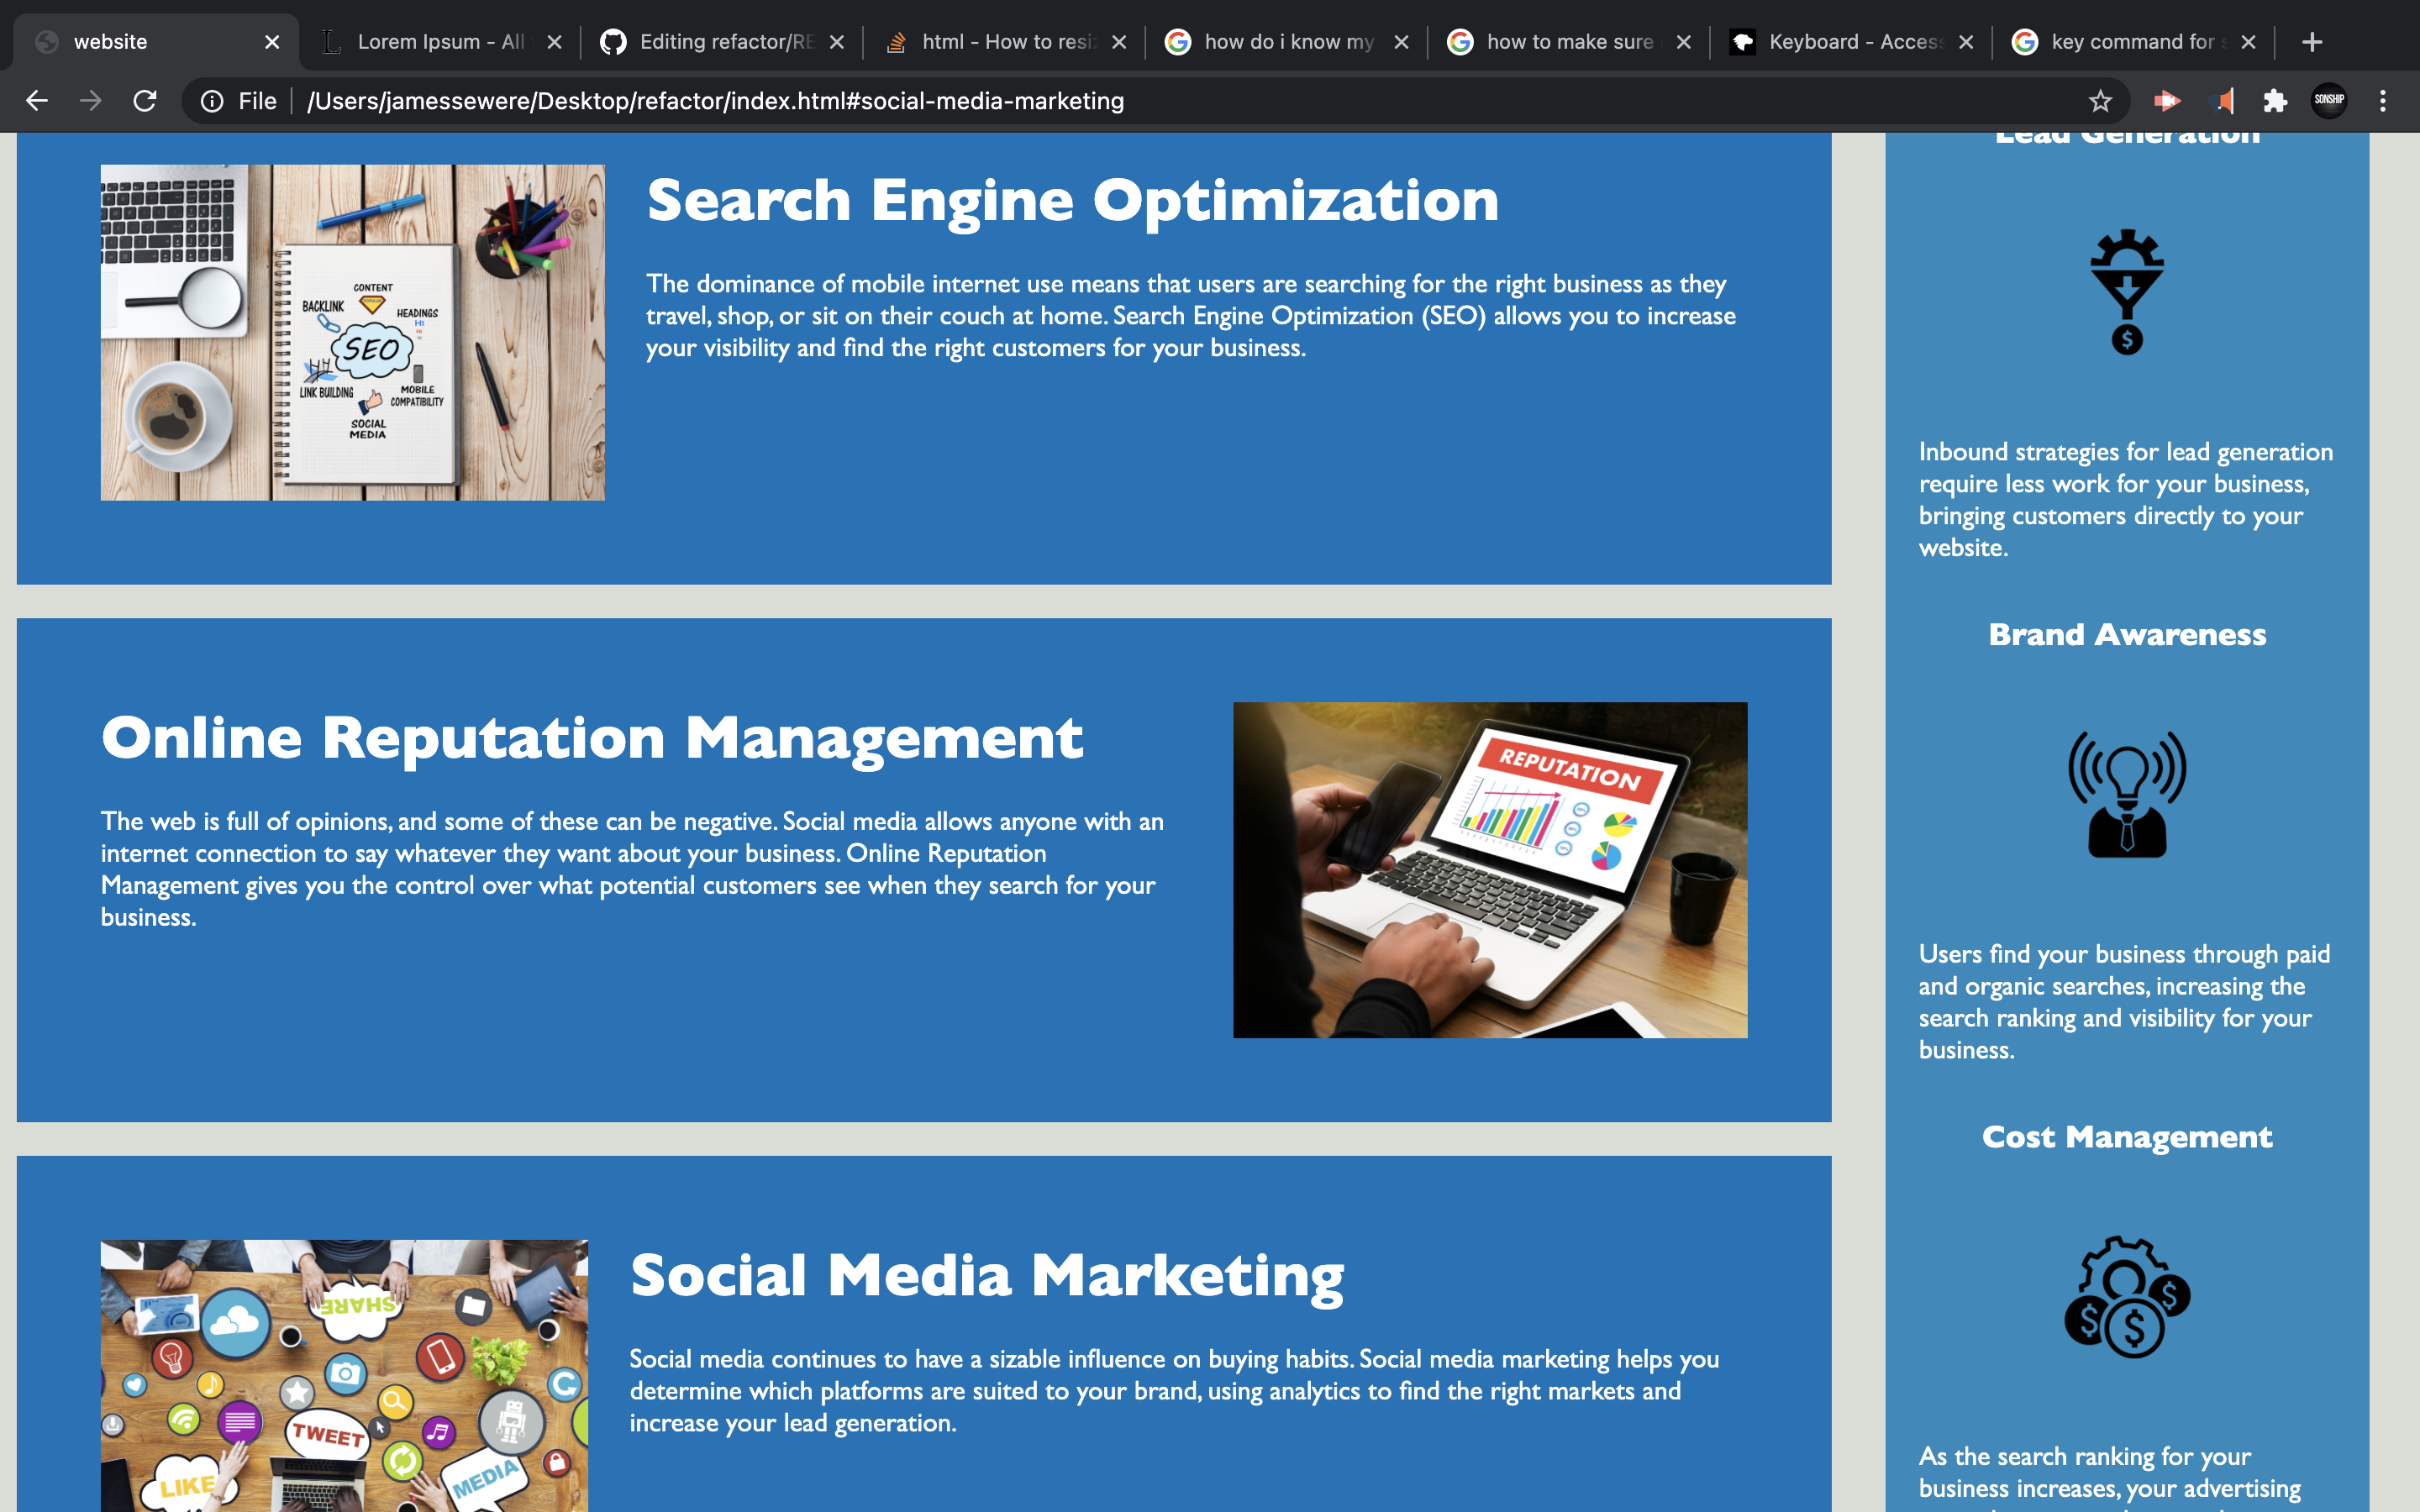 website
Lorem Ipsum - All
Editing refactor/RE
html - How to resiz
how do i know my
how to make sure
Keyboard - Access
key command for s
File
/Users/jamessewere/Desktop/refactor/index.html#social-media-marketing
SONSHIP
Search Engine Optimization
The dominance of mobile internet use means that users are searching for the right business as they
travel, shop, or sit on their couch at home. Search Engine Optimization (SEO) allows you to increase
your visibility and find the right customers for your business.
CONTENT
BACKLINK
HEADINGS
H1
SEO
LINK BUILDING
MOBILE
COMPATIBILITY
SOCIAL
MEDIA
Online Reputation Management
The web is full of opinions, and some of these can be negative. Social media allows anyone with an
internet connection to say whatever they want about your business. Online Reputation
Management gives you the control over what potential customers see when they search for your
business.
REPUTATION
Social Media Marketing
Social media continues to have a sizable influence on buying habits. Social media marketing helps you
determine which platforms are suited to your brand, using analytics to find the right markets and
increase your lead generation.
SHARE
TWEET
LIKE
MEDIA
Lead Generation
$
Inbound strategies for lead generation
require less work for your business,
bringing customers directly to your
website.
Brand Awareness
Users find your business through paid
and organic searches, increasing the
search ranking and visibility for your
business.
Cost Management
$ $ $
As the search ranking for your
business increases, your advertising